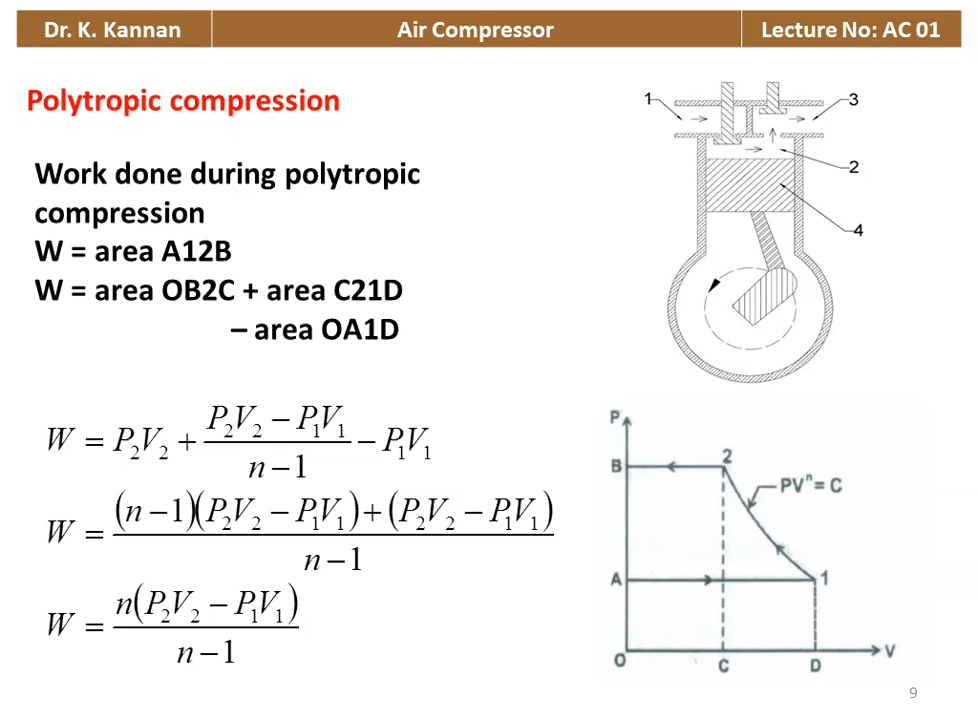 Dr. K. Kannan
Air Compressor
Lecture No: AC 01
Polytropic compression
Work done during polytropic
compression
W = area A12B
W = area OB2C + area C21D
– area OA1D
W = P₂V₂ + (P₂V₂ − P₁V₁)/(n − 1) − P₁V₁
W = ((n − 1)(P₂V₂ − P₁V₁) + (P₂V₂ − P₁V₁))/(n − 1)
W = n(P₂V₂ − P₁V₁)/(n − 1)
1
3
2
4
P
B
2
PVⁿ = C
A
1
O
C
D
V
9